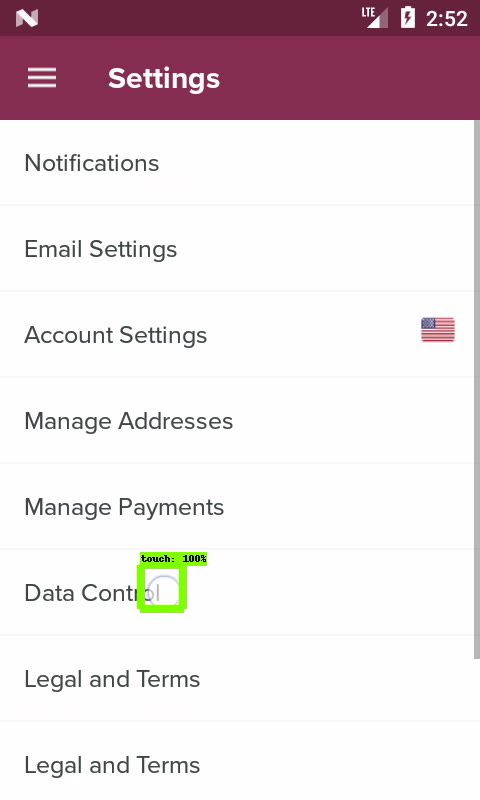 LTE 2:52
Settings
Notifications
Email Settings
Account Settings
Manage Addresses
Manage Payments
touch: 100%
Data Control
Legal and Terms
Legal and Terms